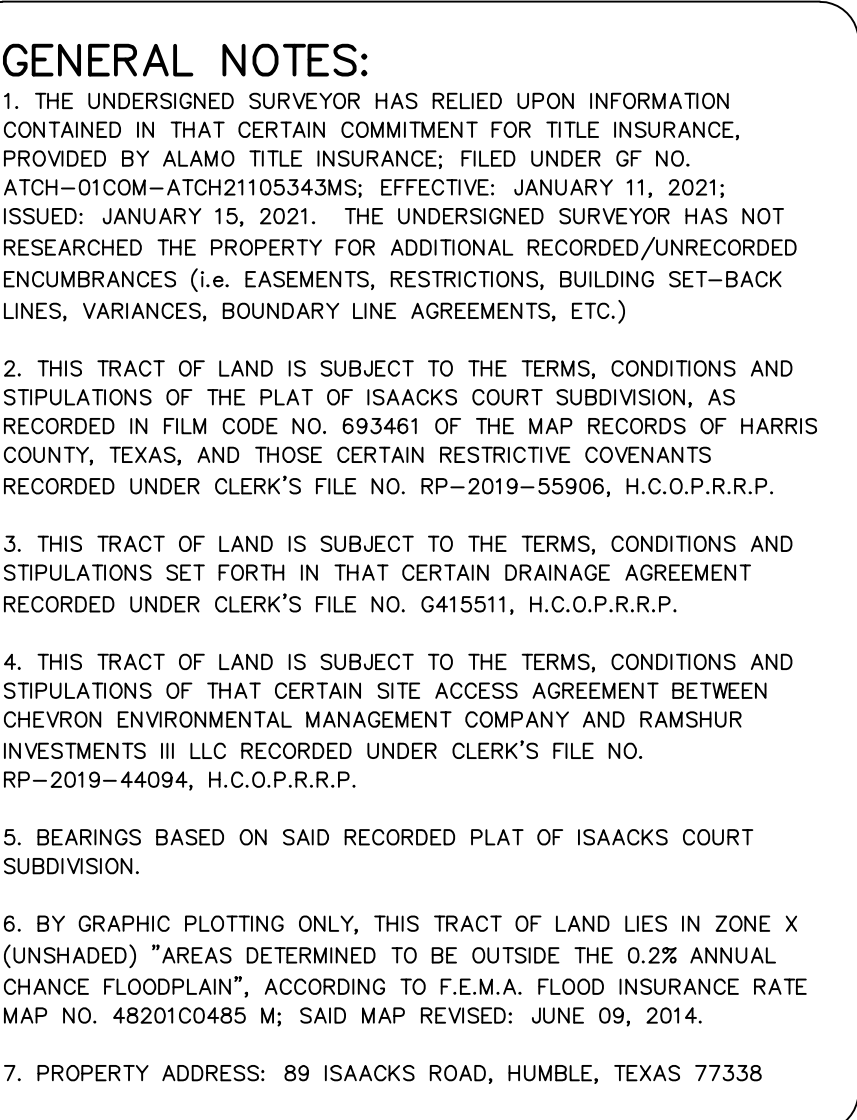 GENERAL NOTES:
1. THE UNDERSIGNED SURVEYOR HAS RELIED UPON INFORMATION
CONTAINED IN THAT CERTAIN COMMITMENT FOR TITLE INSURANCE,
PROVIDED BY ALAMO TITLE INSURANCE; FILED UNDER GF NO.
ATCH-01COM-ATCH21105343MS; EFFECTIVE: JANUARY 11, 2021;
ISSUED: JANUARY 15, 2021. THE UNDERSIGNED SURVEYOR HAS NOT
RESEARCHED THE PROPERTY FOR ADDITIONAL RECORDED/UNRECORDED
ENCUMBRANCES (i.e. EASEMENTS, RESTRICTIONS, BUILDING SET-BACK
LINES, VARIANCES, BOUNDARY LINE AGREEMENTS, ETC.)
2. THIS TRACT OF LAND IS SUBJECT TO THE TERMS, CONDITIONS AND
STIPULATIONS OF THE PLAT OF ISAACKS COURT SUBDIVISION, AS
RECORDED IN FILM CODE NO. 693461 OF THE MAP RECORDS OF HARRIS
COUNTY, TEXAS, AND THOSE CERTAIN RESTRICTIVE COVENANTS
RECORDED UNDER CLERK'S FILE NO. RP-2019-55906, H.C.O.P.R.R.P.
3. THIS TRACT OF LAND IS SUBJECT TO THE TERMS, CONDITIONS AND
STIPULATIONS SET FORTH IN THAT CERTAIN DRAINAGE AGREEMENT
RECORDED UNDER CLERK'S FILE NO. G415511, H.C.O.P.R.R.P.
4. THIS TRACT OF LAND IS SUBJECT TO THE TERMS, CONDITIONS AND
STIPULATIONS OF THAT CERTAIN SITE ACCESS AGREEMENT BETWEEN
CHEVRON ENVIRONMENTAL MANAGEMENT COMPANY AND RAMSHUR
INVESTMENTS III LLC RECORDED UNDER CLERK'S FILE NO.
RP-2019-44094, H.C.O.P.R.R.P.
5. BEARINGS BASED ON SAID RECORDED PLAT OF ISAACKS COURT
SUBDIVISION.
6. BY GRAPHIC PLOTTING ONLY, THIS TRACT OF LAND LIES IN ZONE X
(UNSHADED) "AREAS DETERMINED TO BE OUTSIDE THE 0.2% ANNUAL
CHANCE FLOODPLAIN", ACCORDING TO F.E.M.A. FLOOD INSURANCE RATE
MAP NO. 48201C0485 M; SAID MAP REVISED: JUNE 09, 2014.
7. PROPERTY ADDRESS: 89 ISAACKS ROAD, HUMBLE, TEXAS 77338